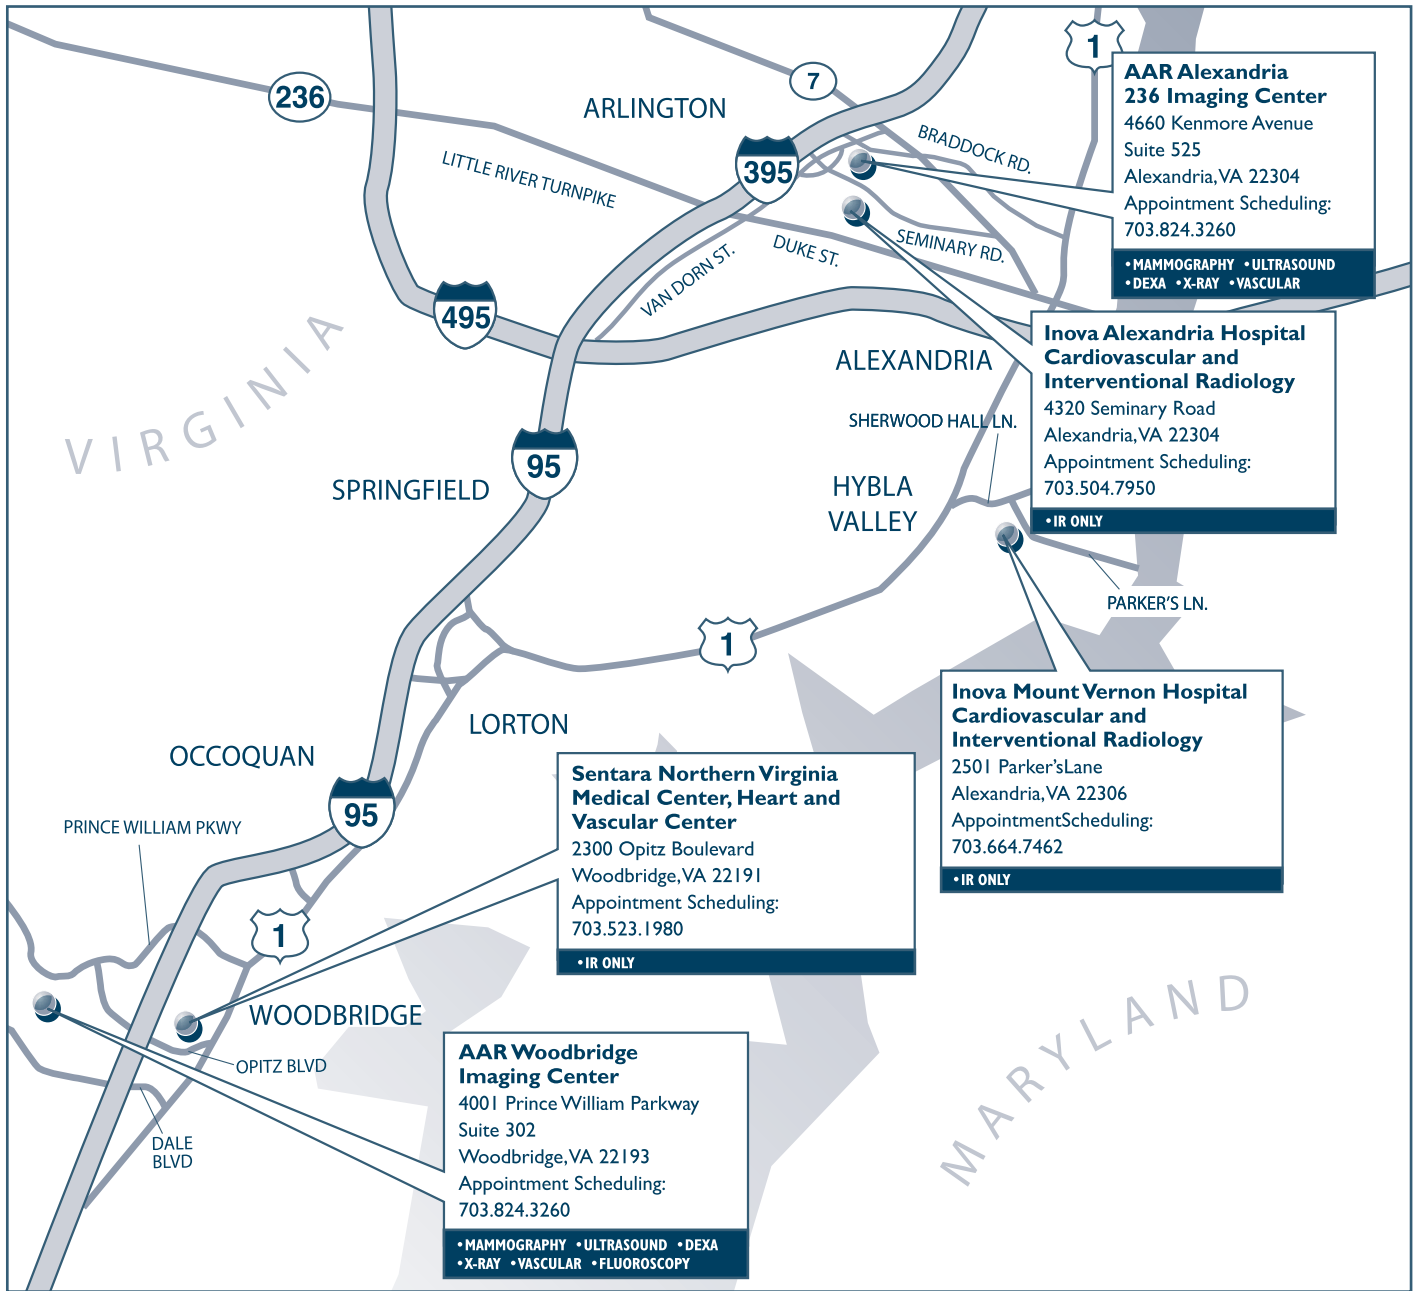 1
7
236
ARLINGTON
395
BRADDOCK RD.
LITTLE RIVER TURNPIKE
AAR Alexandria
236 Imaging Center
4660 Kenmore Avenue
Suite 525
Alexandria, VA 22304
Appointment Scheduling:
703.824.3260
• MAMMOGRAPHY • ULTRASOUND
• DEXA • X-RAY • VASCULAR
SEMINARY RD.
DUKE ST.
VAN DORN ST.
495
VIRGINIA
ALEXANDRIA
Inova Alexandria Hospital
Cardiovascular and
Interventional Radiology
4320 Seminary Road
Alexandria, VA 22304
Appointment Scheduling:
703.504.7950
• IR ONLY
SHERWOOD HALL LN.
95
SPRINGFIELD
HYBLA
VALLEY
PARKER'S LN.
1
Inova Mount Vernon Hospital
Cardiovascular and
Interventional Radiology
2501 Parker'sLane
Alexandria, VA 22306
AppointmentScheduling:
703.664.7462
• IR ONLY
LORTON
OCCOQUAN
95
PRINCE WILLIAM PKWY
Sentara Northern Virginia
Medical Center, Heart and
Vascular Center
2300 Opitz Boulevard
Woodbridge, VA 22191
Appointment Scheduling:
703.523.1980
• IR ONLY
1
WOODBRIDGE
OPITZ BLVD
DALE
BLVD
MARYLAND
AAR Woodbridge
Imaging Center
4001 Prince William Parkway
Suite 302
Woodbridge, VA 22193
Appointment Scheduling:
703.824.3260
• MAMMOGRAPHY • ULTRASOUND • DEXA
• X-RAY • VASCULAR • FLUOROSCOPY